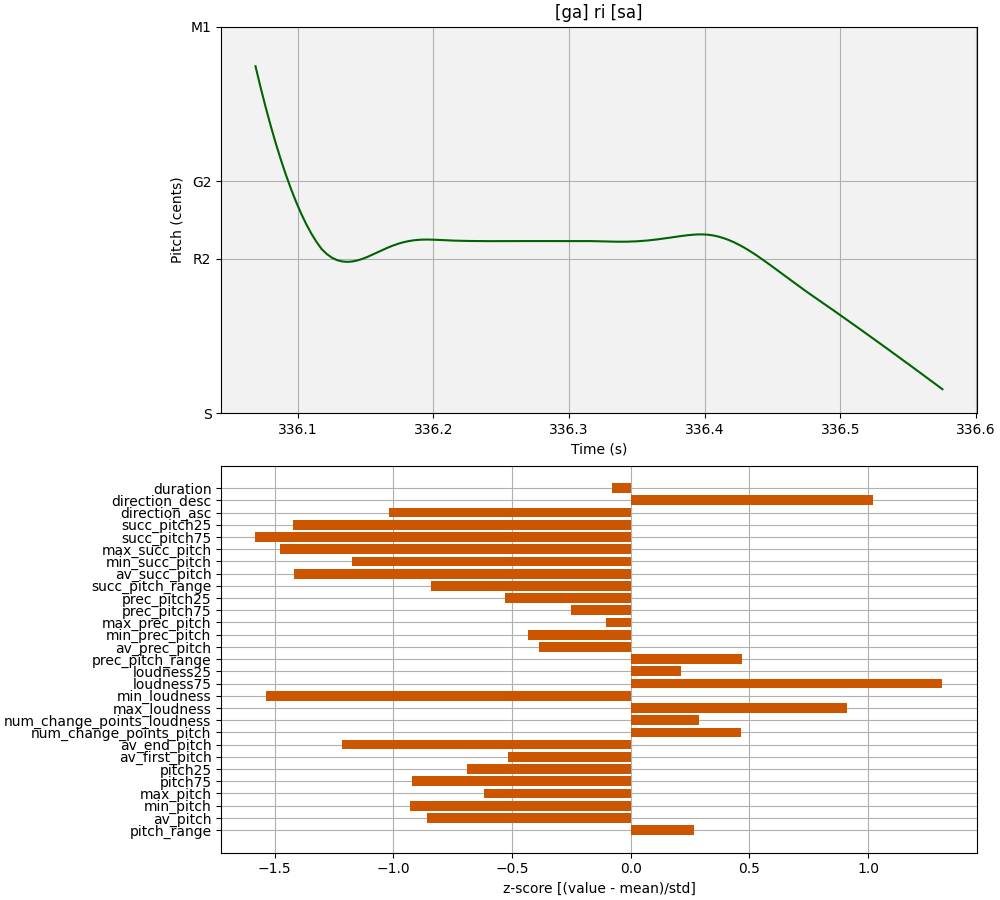 [ga] ri [sa]
M1
G2
R2
S
Pitch (cents)
336.1 336.2 336.3 336.4 336.5 336.6
Time (s)
duration
direction_desc
direction_asc
succ_pitch25
succ_pitch75
max_succ_pitch
min_succ_pitch
av_succ_pitch
succ_pitch_range
prec_pitch25
prec_pitch75
max_prec_pitch
min_prec_pitch
av_prec_pitch
prec_pitch_range
loudness25
loudness75
min_loudness
max_loudness
num_change_points_loudness
num_change_points_pitch
av_end_pitch
av_first_pitch
pitch25
pitch75
max_pitch
min_pitch
av_pitch
pitch_range
−1.5 −1.0 −0.5 0.0 0.5 1.0
z-score [(value - mean)/std]